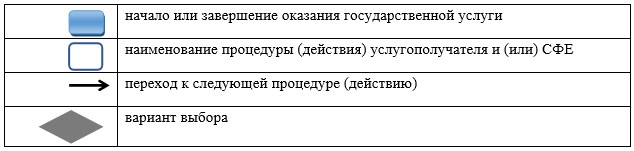 начало или завершение оказания государственной услуги
наименование процедуры (действия) услугополучателя и (или) СФЕ
переход к следующей процедуре (действию)
вариант выбора